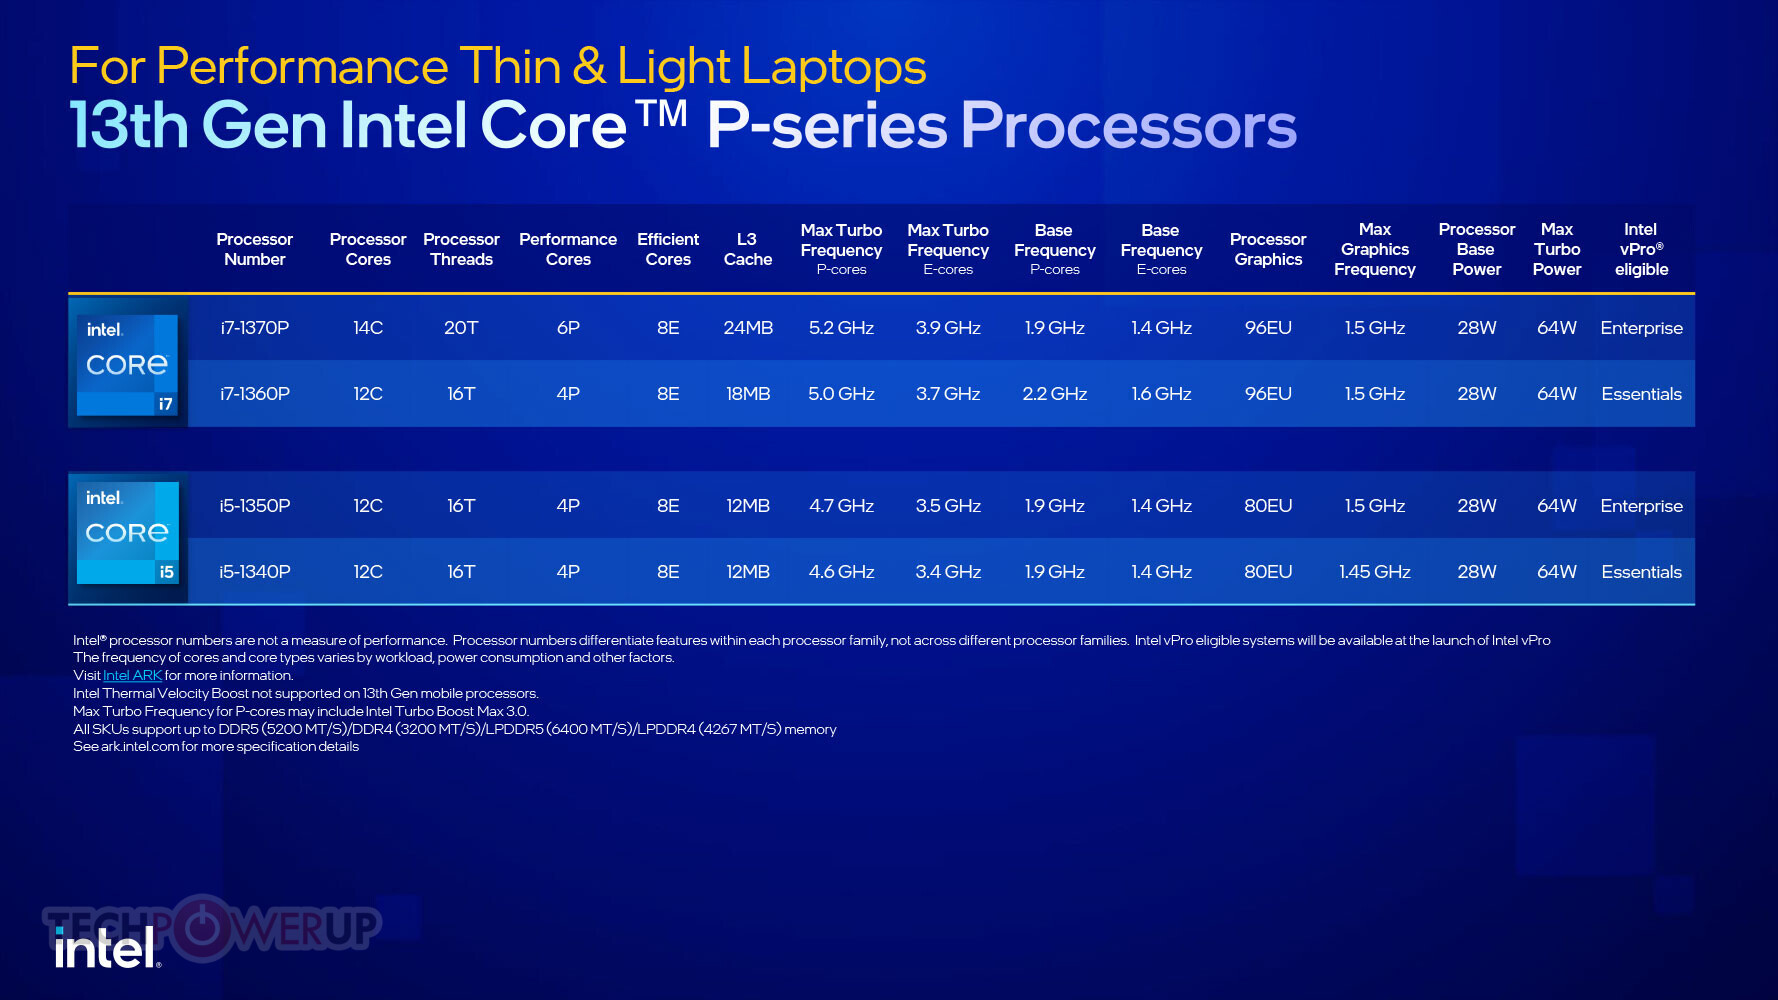 For Performance Thin & Light Laptops
13th Gen Intel Core™ P-series Processors
Processor Number Processor Cores Processor Threads Performance Cores Efficient Cores L3 Cache Max Turbo Frequency P-cores Max Turbo Frequency E-cores Base Frequency P-cores Base Frequency E-cores Processor Graphics Max Graphics Frequency Processor Base Power Max Turbo Power Intel vPro® eligible
intel. CORE™ i7
i7-1370P 14C 20T 6P 8E 24MB 5.2 GHz 3.9 GHz 1.9 GHz 1.4 GHz 96EU 1.5 GHz 28W 64W Enterprise
i7-1360P 12C 16T 4P 8E 18MB 5.0 GHz 3.7 GHz 2.2 GHz 1.6 GHz 96EU 1.5 GHz 28W 64W Essentials
intel. CORE™ i5
i5-1350P 12C 16T 4P 8E 12MB 4.7 GHz 3.5 GHz 1.9 GHz 1.4 GHz 80EU 1.5 GHz 28W 64W Enterprise
i5-1340P 12C 16T 4P 8E 12MB 4.6 GHz 3.4 GHz 1.9 GHz 1.4 GHz 80EU 1.45 GHz 28W 64W Essentials
Intel® processor numbers are not a measure of performance. Processor numbers differentiate features within each processor family, not across different processor families. Intel vPro eligible systems will be available at the launch of Intel vPro
The frequency of cores and core types varies by workload, power consumption and other factors.
Visit Intel ARK for more information.
Intel Thermal Velocity Boost not supported on 13th Gen mobile processors.
Max Turbo Frequency for P-cores may include Intel Turbo Boost Max 3.0.
All SKUs support up to DDR5 (5200 MT/S)/DDR4 (3200 MT/S)/LPDDR5 (6400 MT/S)/LPDDR4 (4267 MT/S) memory
See ark.intel.com for more specification details
TECHPOWERUP
intel.®